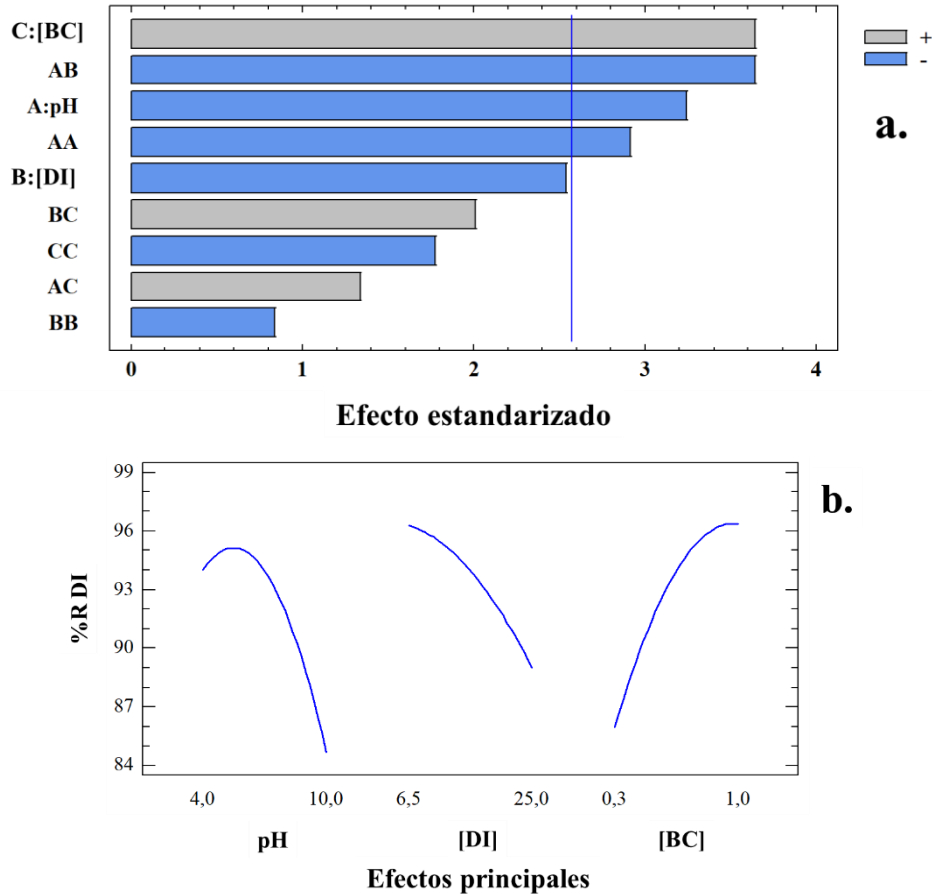 C:[BC]
AB
A:pH
AA
B:[DI]
BC
CC
AC
BB
+
-
a.
0 1 2 3 4
Efecto estandarizado
b.
99
96
93
90
87
84
%R DI
4,0 10,0 6,5 25,0 0,3 1,0
pH [DI] [BC]
Efectos principales